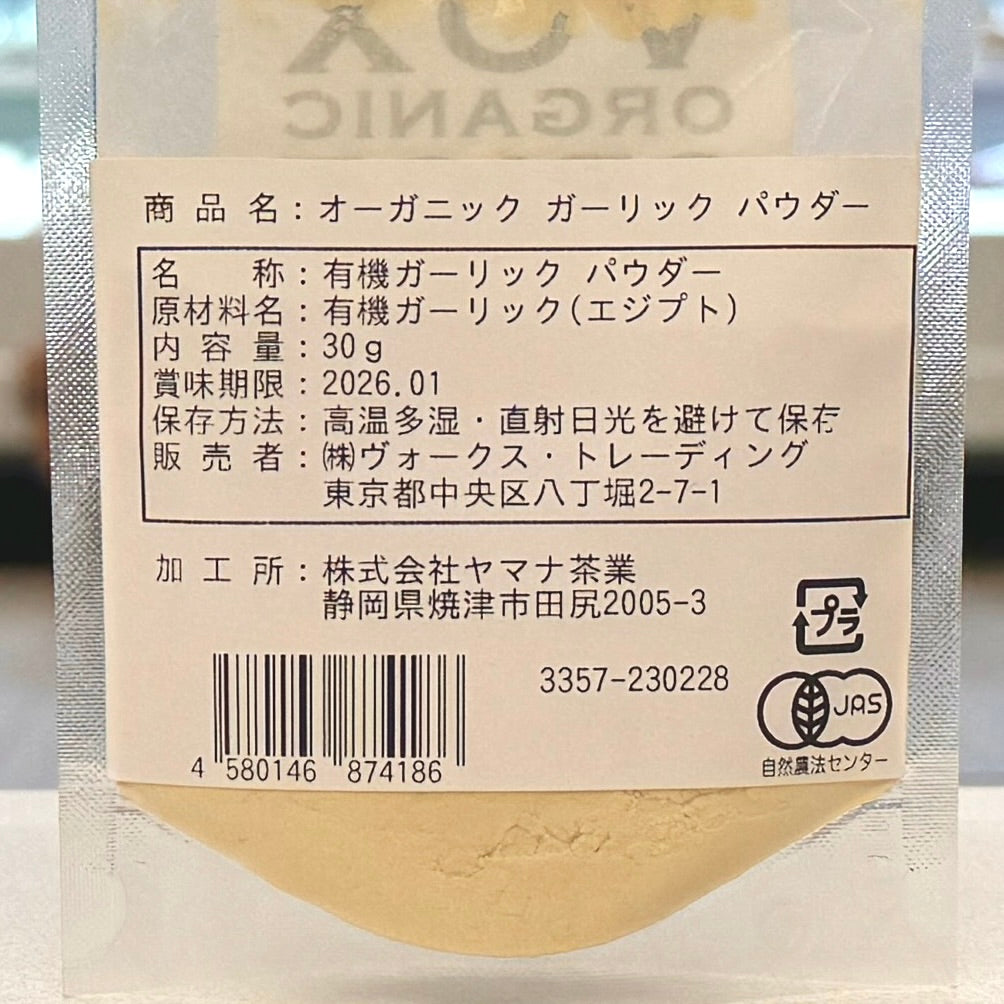 VOX
ORGANIC
商品名：オーガニック ガーリック パウダー
名　　称：有機ガーリック パウダー
原材料名：有機ガーリック(エジプト)
内容量：30g
賞味期限：2026.01
保存方法：高温多湿・直射日光を避けて保存
販売者：㈱ヴォークス・トレーディング
東京都中央区八丁堀2-7-1
加工所：株式会社ヤマナ茶業
静岡県焼津市田尻2005-3
プラ
3357-230228
JAS
自然農法センター
4 580146 874186